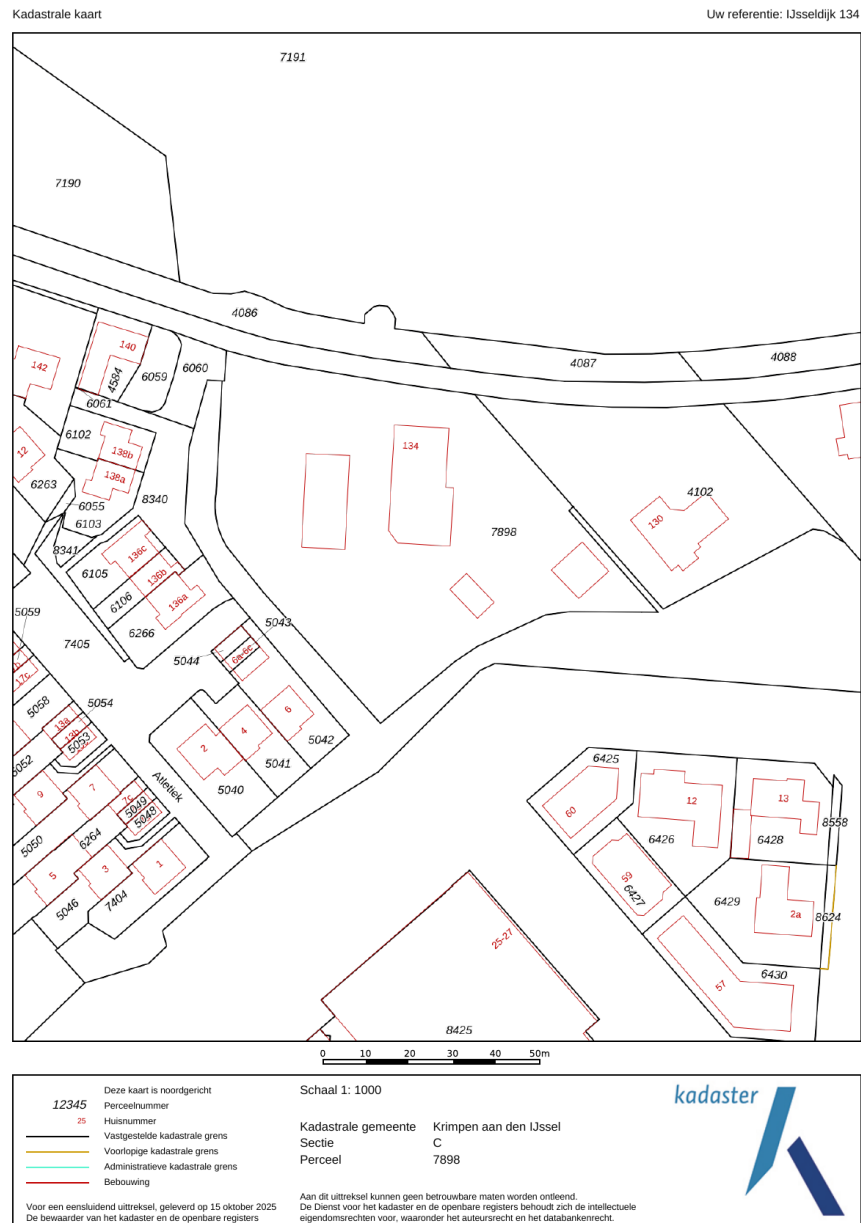 Kadastrale kaart
Uw referentie: IJsseldijk 134
7191
7190
4086
4087
4088
140
142
4584
6059
6060
6061
6102
138b
138a
12
6263
6055
6103
8340
8341
134
7898
4102
130
136c
136b
136a
6105
6106
6266
5059
7405
5043
5044
6a-6c
17c
5058
5054
13a
13b
5053
5052
6
4
2
5042
5041
5040
Atletiek
9
7
7c
5049
5048
5050
6264
5
3
1
5046
7404
6425
60
12
13
8558
6426
6428
59
6427
6429
2a
8624
25-27
57
6430
8425
0 10 20 30 40 50m
Deze kaart is noordgericht
12345 Perceelnummer
25 Huisnummer
Vastgestelde kadastrale grens
Voorlopige kadastrale grens
Administratieve kadastrale grens
Bebouwing
Voor een eensluidend uittreksel, geleverd op 15 oktober 2025
De bewaarder van het kadaster en de openbare registers
Schaal 1: 1000
Kadastrale gemeente Krimpen aan den IJssel
Sectie C
Perceel 7898
Aan dit uittreksel kunnen geen betrouwbare maten worden ontleend.
De Dienst voor het kadaster en de openbare registers behoudt zich de intellectuele
eigendomsrechten voor, waaronder het auteursrecht en het databankenrecht.
kadaster